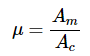 μ = A_m / A_c